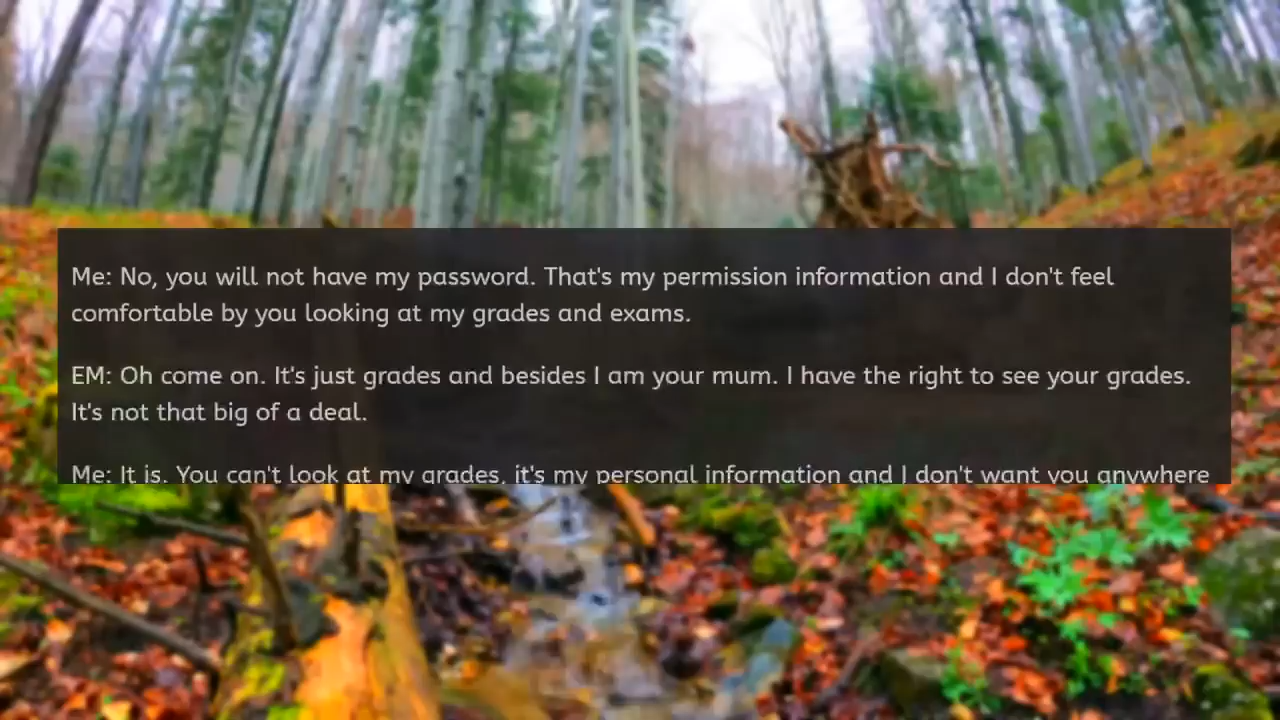 Me: No, you will not have my password. That's my permission information and I don't feel
comfortable by you looking at my grades and exams.
EM: Oh come on. It's just grades and besides I am your mum. I have the right to see your grades.
It's not that big of a deal.
Me: It is. You can't look at my grades, it's my personal information and I don't want you anywhere